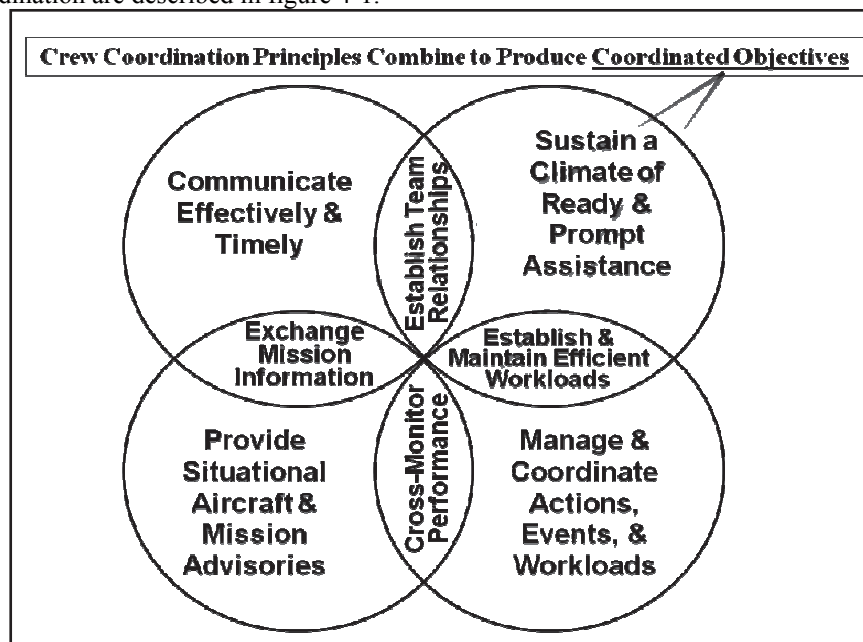 dination are described in figure 4-1.
Crew Coordination Principles Combine to Produce Coordinated Objectives
Communicate
Effectively &
Timely
Establish Team
Relationships
Sustain a
Climate of
Ready &
Prompt
Assistance
Exchange
Mission
Information
Establish &
Maintain Efficient
Workloads
Provide
Situational
Aircraft &
Mission
Advisories
Cross-Monitor
Performance
Manage &
Coordinate
Actions,
Events, &
Workloads